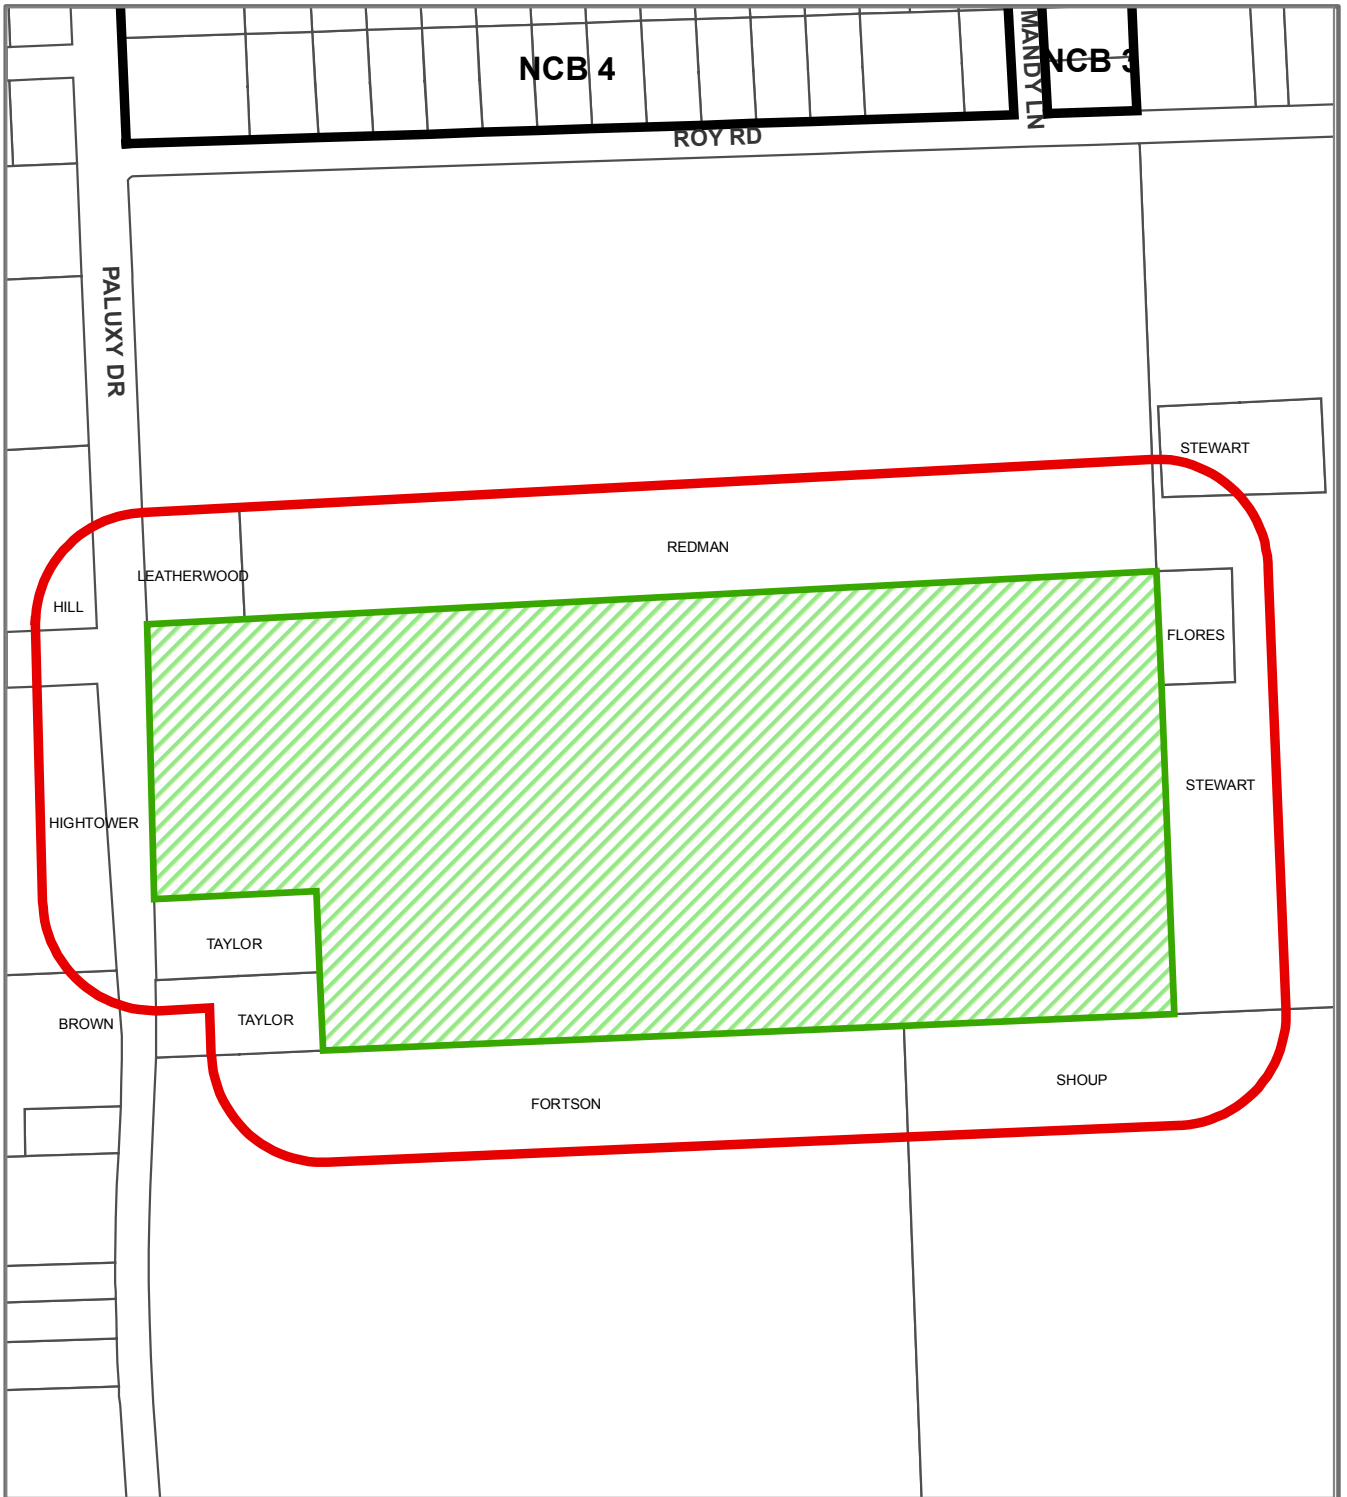 MANDY LN
NCB 4
NCB 3
ROY RD
PALUXY DR
STEWART
REDMAN
LEATHERWOOD
HILL
FLORES
STEWART
HIGHTOWER
TAYLOR
TAYLOR
BROWN
SHOUP
FORTSON